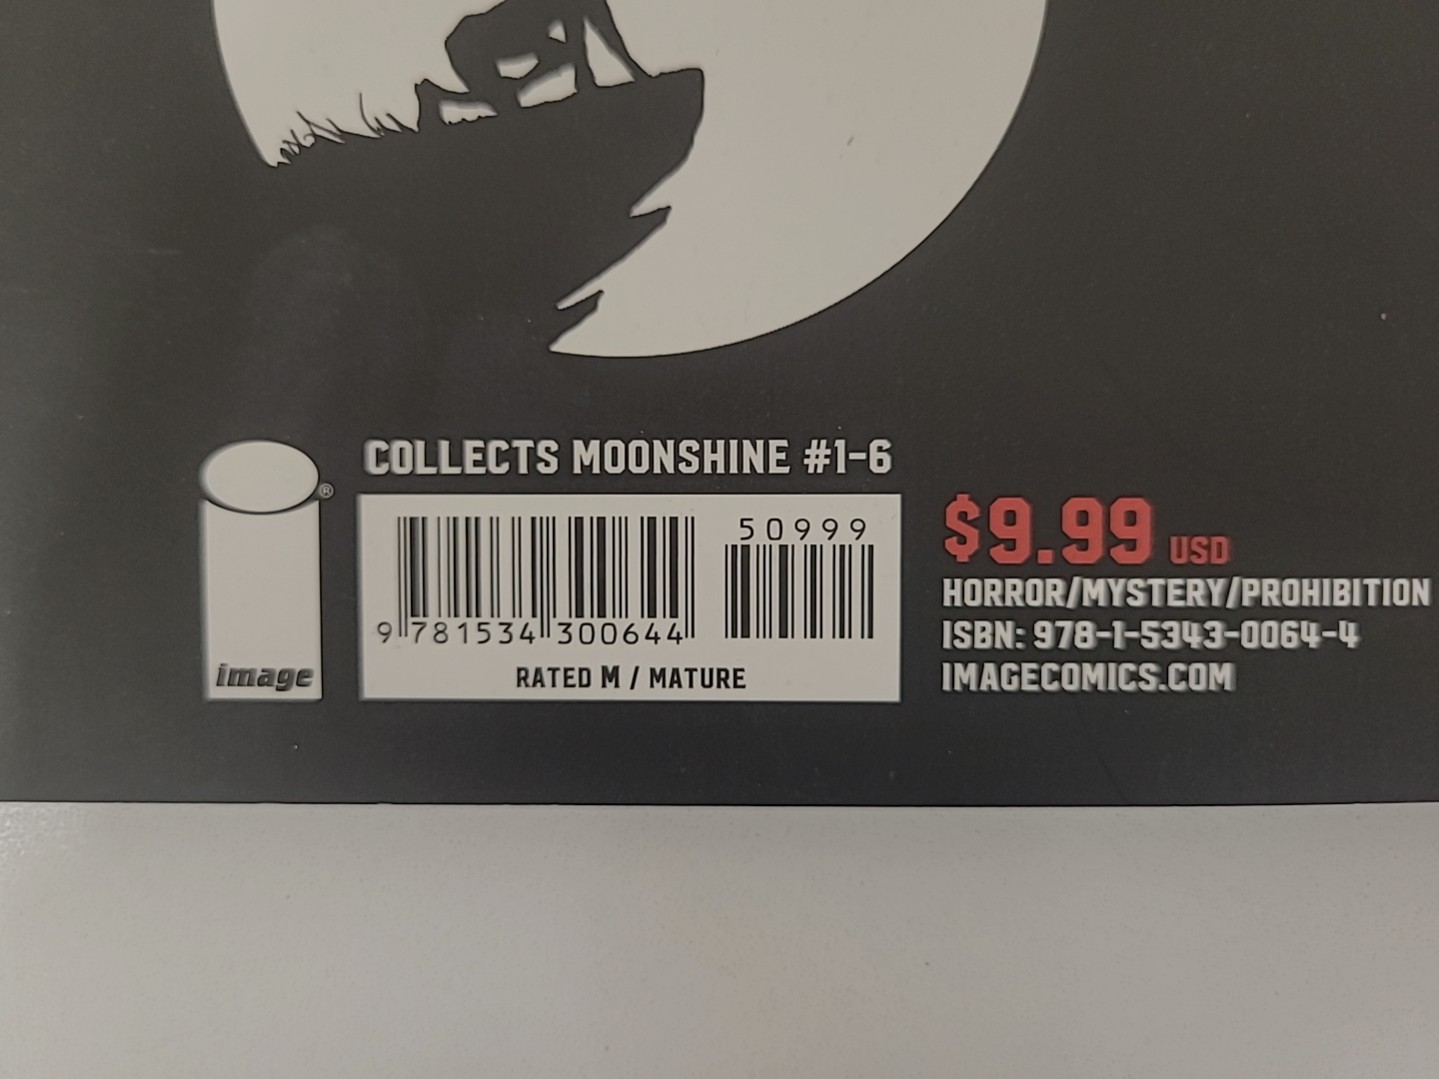 COLLECTS MOONSHINE #1-6
image
®
50999
9 781534 300644
RATED M / MATURE
$9.99 USD
HORROR/MYSTERY/PROHIBITION
ISBN: 978-1-5343-0064-4
IMAGECOMICS.COM